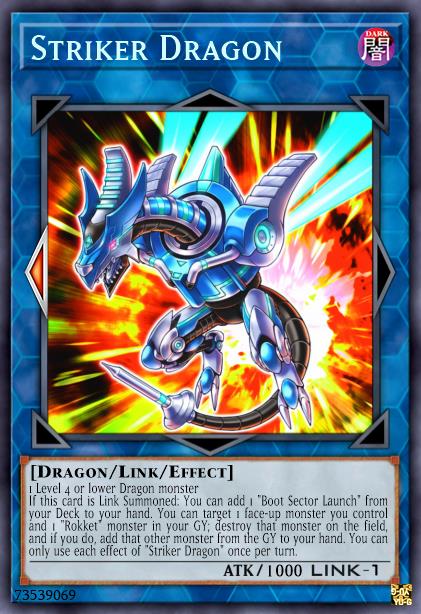 STRIKER DRAGON
DARK
闇
[DRAGON/LINK/EFFECT]
1 Level 4 or lower Dragon monster
If this card is Link Summoned: You can add 1 "Boot Sector Launch" from
your Deck to your hand. You can target 1 face-up monster you control
and 1 "Rokket" monster in your GY; destroy that monster on the field,
and if you do, add that other monster from the GY to your hand. You can
only use each effect of "Striker Dragon" once per turn.
ATK/1000 LINK-1
73539069